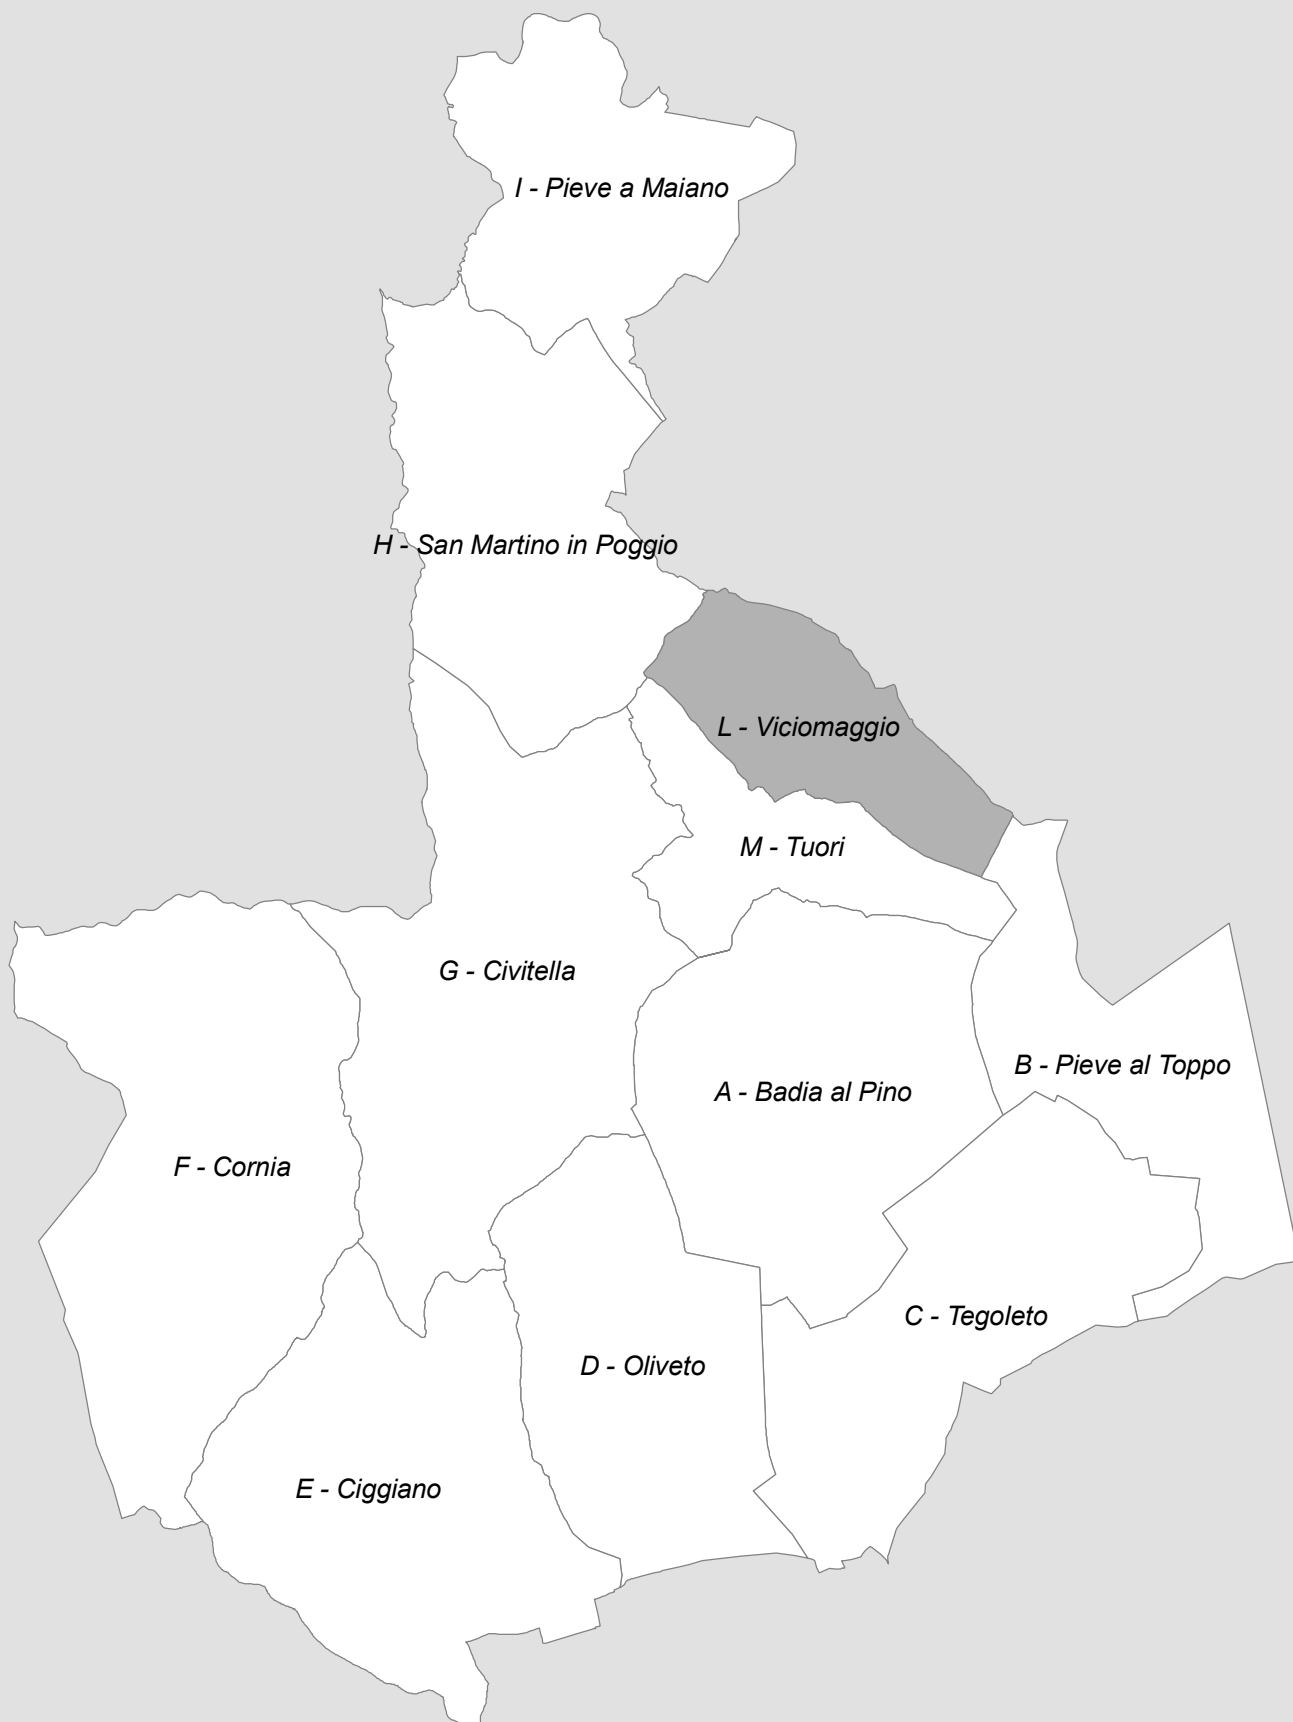 I - Pieve a Maiano
H - San Martino in Poggio
L - Viciomaggio
M - Tuori
G - Civitella
B - Pieve al Toppo
A - Badia al Pino
F - Cornia
C - Tegoleto
D - Oliveto
E - Ciggiano